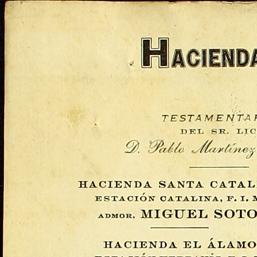 HACIENDA
TESTAMENTAR
DEL SR. LIC
D. Pablo Martínez
HACIENDA SANTA CATAL
ESTACIÓN CATALINA, F. I. M
ADMOR. MIGUEL SOTO
HACIENDA EL ÁLAMO